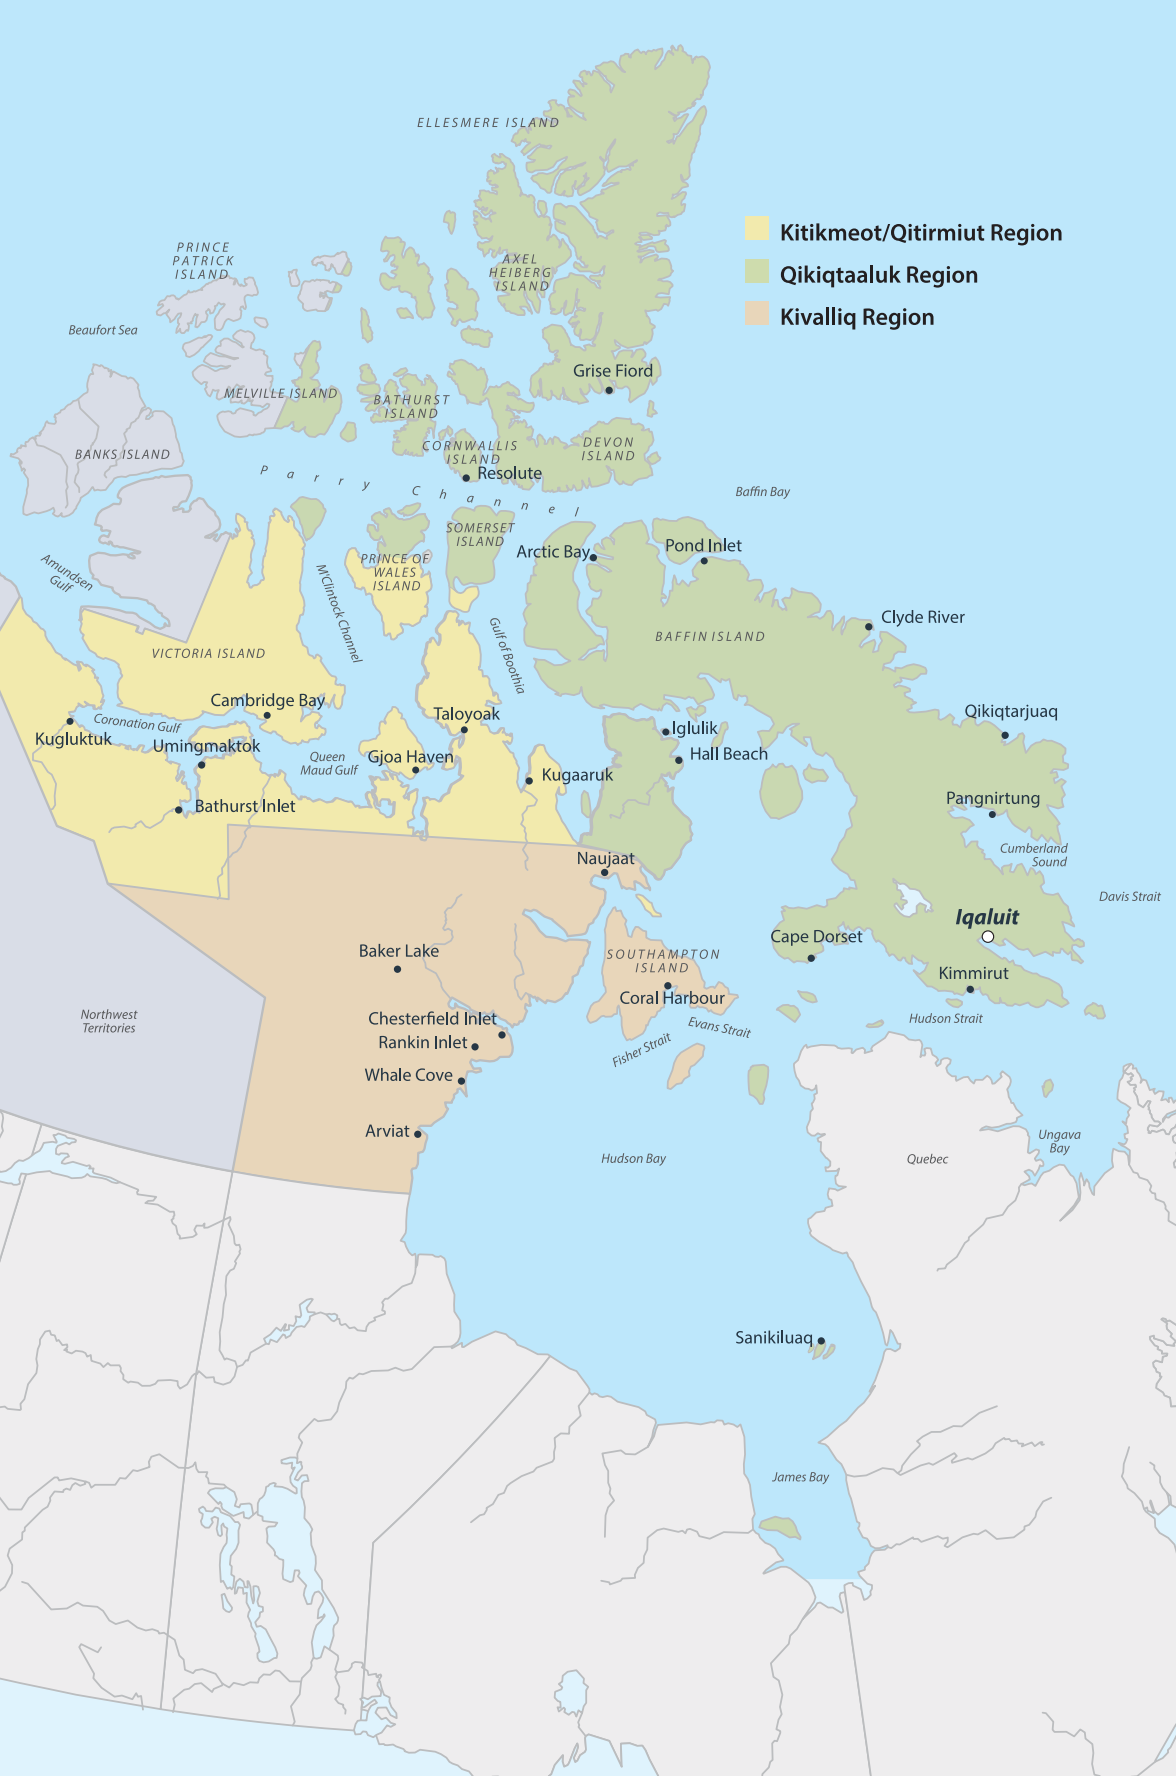 ELLESMERE ISLAND
Kitikmeot/Qitirmiut Region
Qikiqtaaluk Region
Kivalliq Region
PRINCE
PATRICK
ISLAND
AXEL
HEIBERG
ISLAND
Beaufort Sea
Grise Fiord
MELVILLE ISLAND
BATHURST
ISLAND
BANKS ISLAND
CORNWALLIS
ISLAND
DEVON
ISLAND
Resolute
Parry Channel
Baffin Bay
SOMERSET
ISLAND
Arctic Bay
Pond Inlet
Amundsen
Gulf
PRINCE OF
WALES
ISLAND
M'Clintock Channel
Gulf of Boothia
Clyde River
BAFFIN ISLAND
VICTORIA ISLAND
Cambridge Bay
Coronation Gulf
Kugluktuk
Umingmaktok
Taloyoak
Iglulik
Qikiqtarjuaq
Queen
Maud Gulf
Gjoa Haven
Hall Beach
Kugaaruk
Bathurst Inlet
Pangnirtung
Cumberland
Sound
Naujaat
Davis Strait
Iqaluit
Cape Dorset
Baker Lake
SOUTHAMPTON
ISLAND
Kimmirut
Coral Harbour
Chesterfield Inlet
Northwest
Territories
Hudson Strait
Evans Strait
Rankin Inlet
Fisher Strait
Whale Cove
Arviat
Ungava
Bay
Hudson Bay
Quebec
Sanikiluaq
James Bay